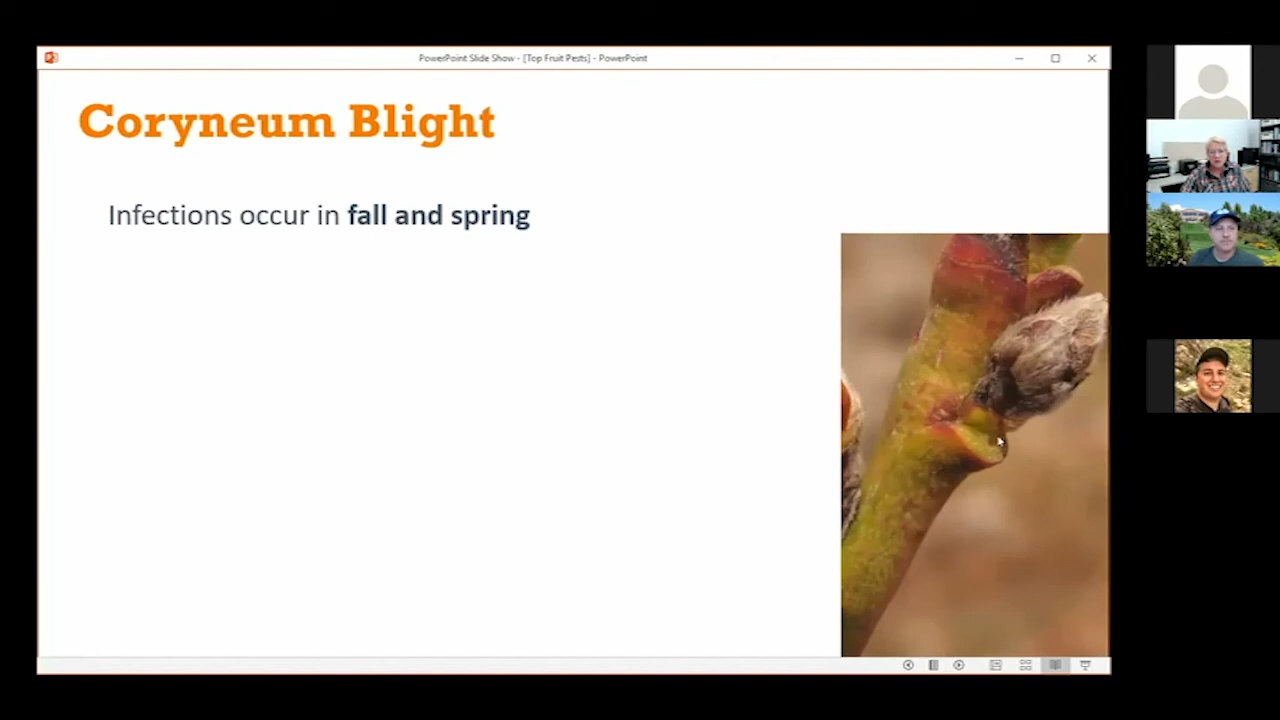 PowerPoint Slide Show - [Top Fruit Pests] - PowerPoint
Coryneum Blight
Infections occur in fall and spring